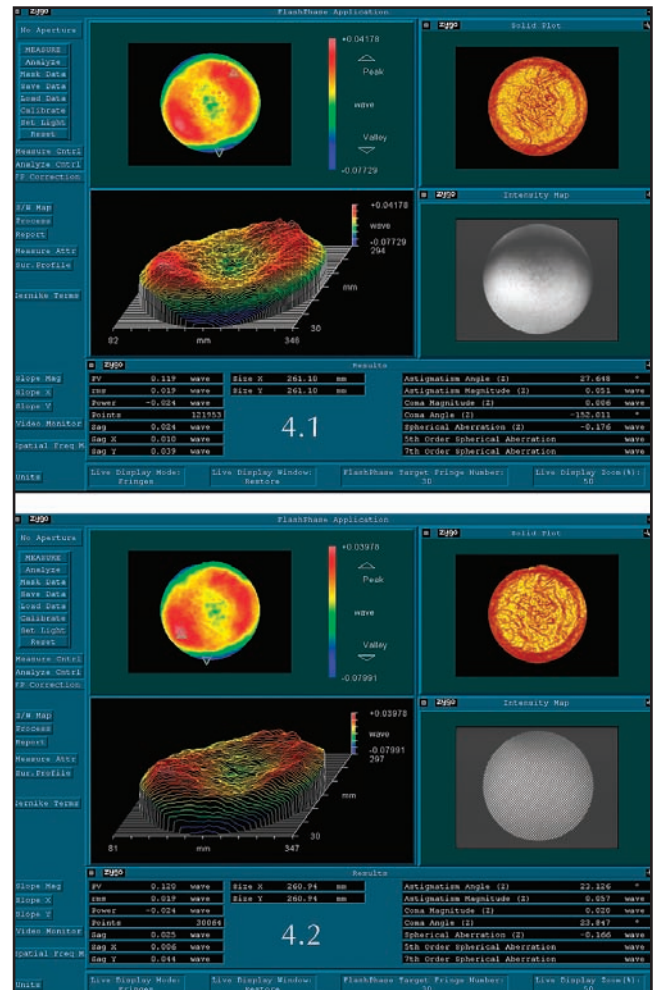 zygo FlashPhase Application
No Aperture
MEASURE
Analyze
Mask Data
Save Data
Load Data
Calibrate
Set Light
Reset
Measure Cntrl
Analyze Cntrl
FP Correction
S/W Map
Process
Report
Measure Attr
Sur.Profile
Zernike Terms
Slope Mag
Slope X
Slope Y
Video Monitor
Spatial Freq M
Units
+0.04178
Peak
wave
Valley
-0.07729
zygo Solid Plot
+0.04178
wave
-0.07729
294
mm
30
82 mm 346
zygo Intensity Map
zygo Results
PV 0.119 wave
rms 0.019 wave
Power -0.024 wave
Points 121953
Sag 0.024 wave
Sag X 0.010 wave
Sag Y 0.039 wave
Size X 261.10 mm
Size Y 261.10 mm
4.1
Astigmatism Angle (Z) 27.648 °
Astigmatism Magnitude (Z) 0.051 wave
Coma Magnitude (Z) 0.006 wave
Coma Angle (Z) -152.011 °
Spherical Aberration (Z) -0.176 wave
5th Order Spherical Aberration wave
7th Order Spherical Aberration wave
Live Display Mode: Live Display Window: FlashPhase Target Fringe Number: Live Display Zoom(%):
Fringes Restore 30 50
zygo FlashPhase Application
No Aperture
MEASURE
Analyze
Mask Data
Save Data
Load Data
Calibrate
Set Light
Reset
Measure Cntrl
Analyze Cntrl
FP Correction
S/W Map
Process
Report
Measure Attr
Sur.Profile
Zernike Terms
Slope Mag
Slope X
Slope Y
Video Monitor
Spatial Freq M
Units
+0.03978
Peak
wave
Valley
-0.07991
zygo Solid Plot
+0.03978
wave
-0.07991
297
mm
30
81 mm 347
zygo Intensity Map
zygo Results
PV 0.120 wave
rms 0.019 wave
Power -0.024 wave
Points 30064
Sag 0.025 wave
Sag X 0.006 wave
Sag Y 0.044 wave
Size X 260.94 mm
Size Y 260.94 mm
4.2
Astigmatism Angle (Z) 23.126 °
Astigmatism Magnitude (Z) 0.057 wave
Coma Magnitude (Z) 0.020 wave
Coma Angle (Z) 23.847 °
Spherical Aberration (Z) -0.166 wave
5th Order Spherical Aberration wave
7th Order Spherical Aberration wave
Live Display Mode: Live Display Window: FlashPhase Target Fringe Number: Live Display Zoom(%):
Fringes Restore 30 50